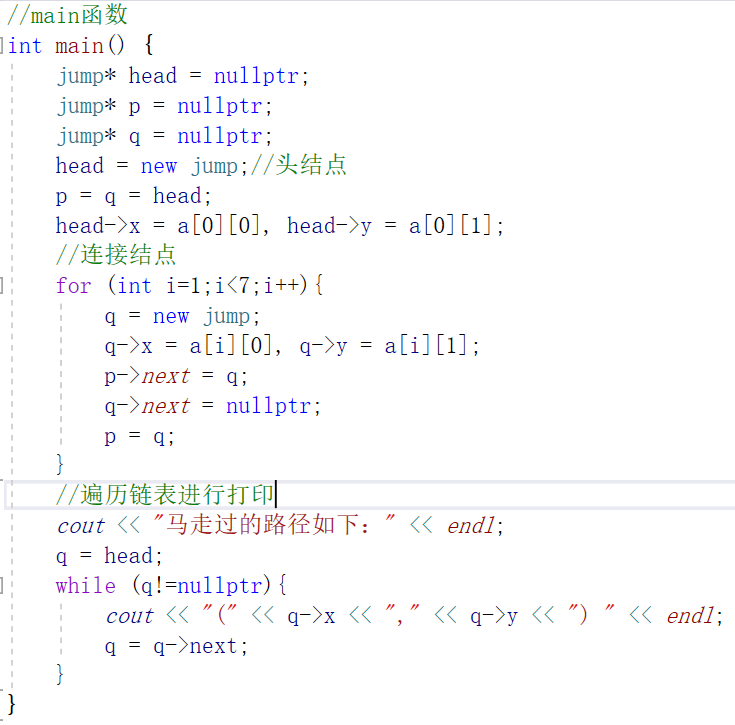 //main函数
int main() {
jump* head = nullptr;
jump* p = nullptr;
jump* q = nullptr;
head = new jump;//头结点
p = q = head;
head->x = a[0][0], head->y = a[0][1];
//连接结点
for (int i=1;i<7;i++){
q = new jump;
q->x = a[i][0], q->y = a[i][1];
p->next = q;
q->next = nullptr;
p = q;
}
//遍历链表进行打印
cout << "马走过的路径如下：" << endl;
q = head;
while (q!=nullptr){
cout << "(" << q->x << "," << q->y << ") " << endl;
q = q->next;
}
}